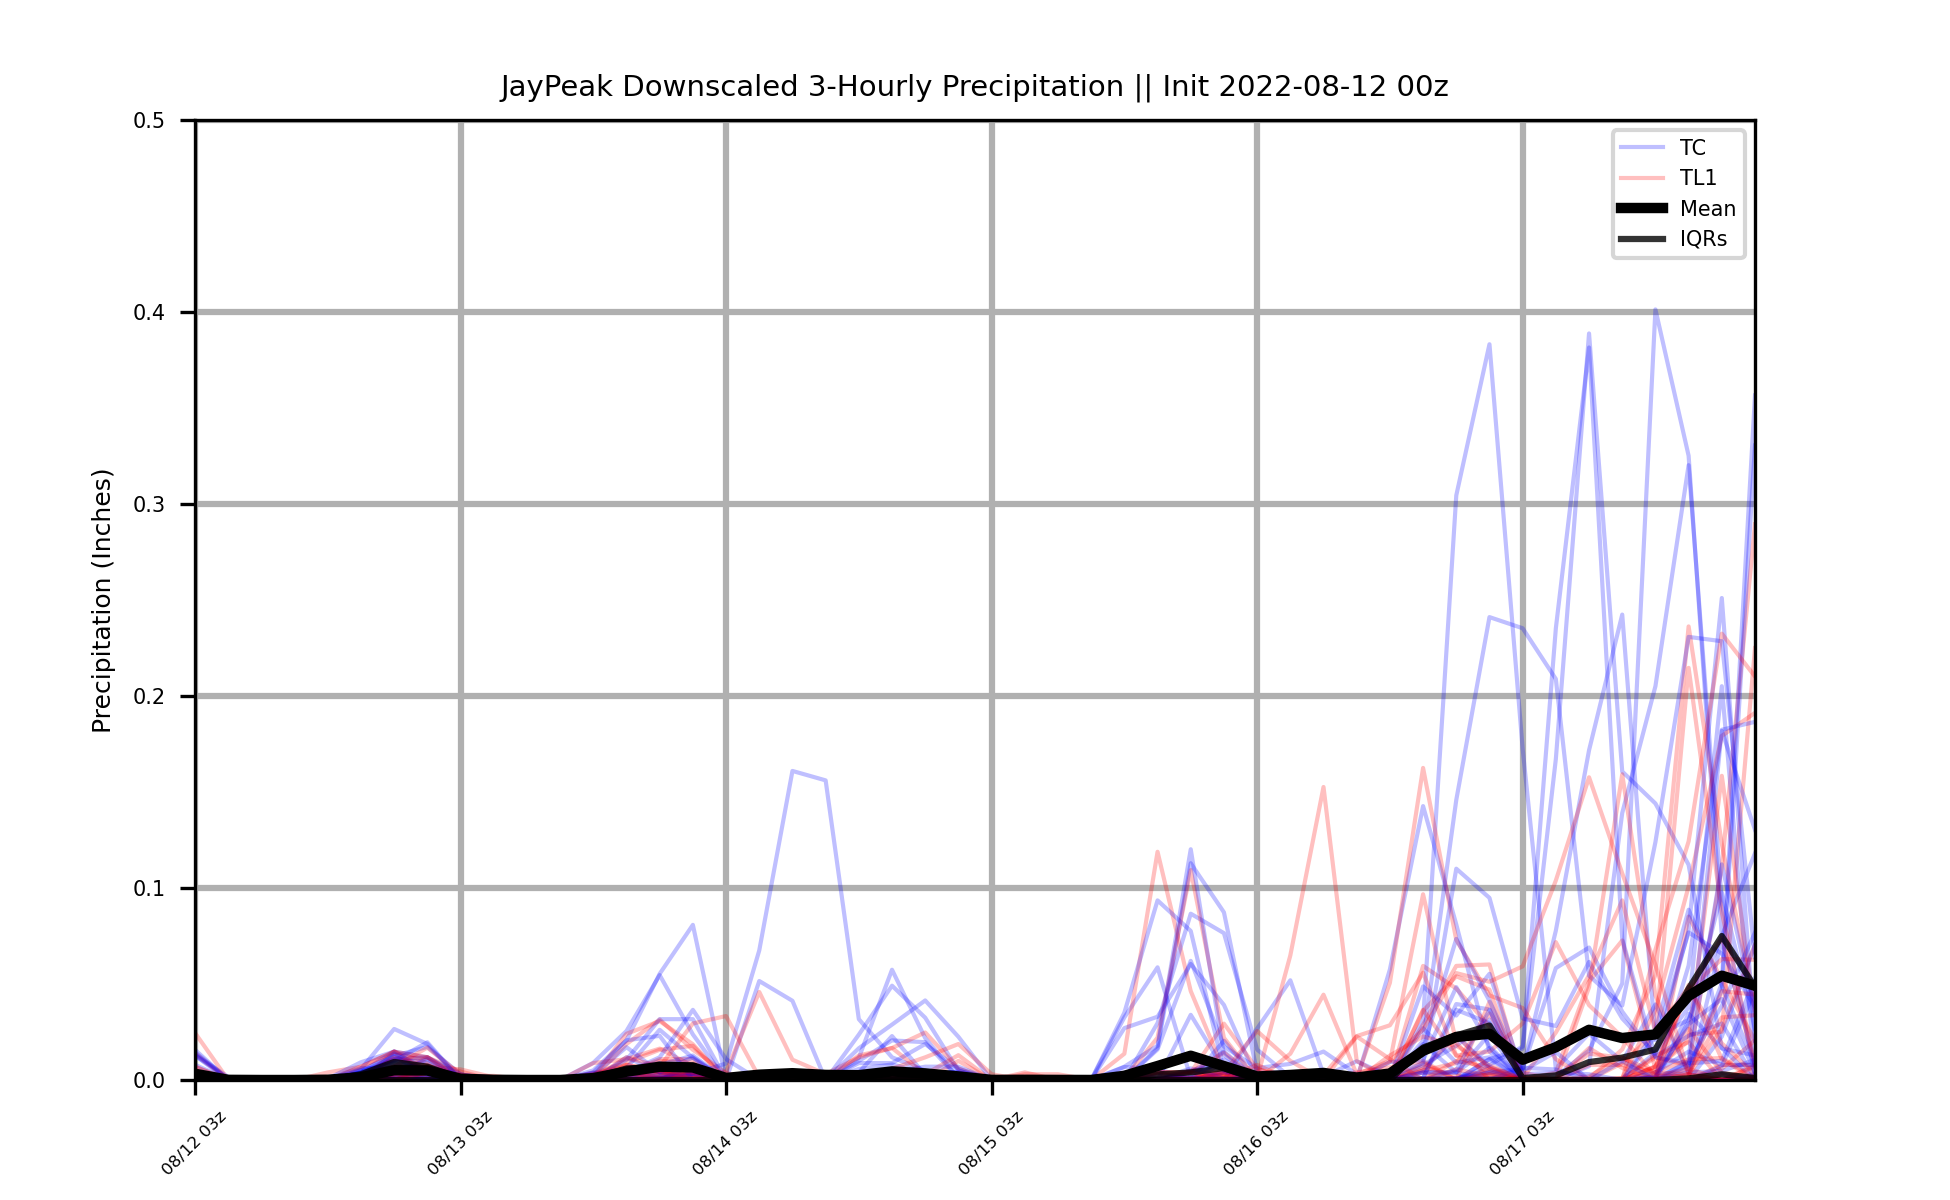 JayPeak Downscaled 3-Hourly Precipitation || Init 2022-08-12 00z
Precipitation (Inches)
0.5
0.4
0.3
0.2
0.1
0.0
TC
TL1
Mean
IQRs
08/12 03z
08/13 03z
08/14 03z
08/15 03z
08/16 03z
08/17 03z